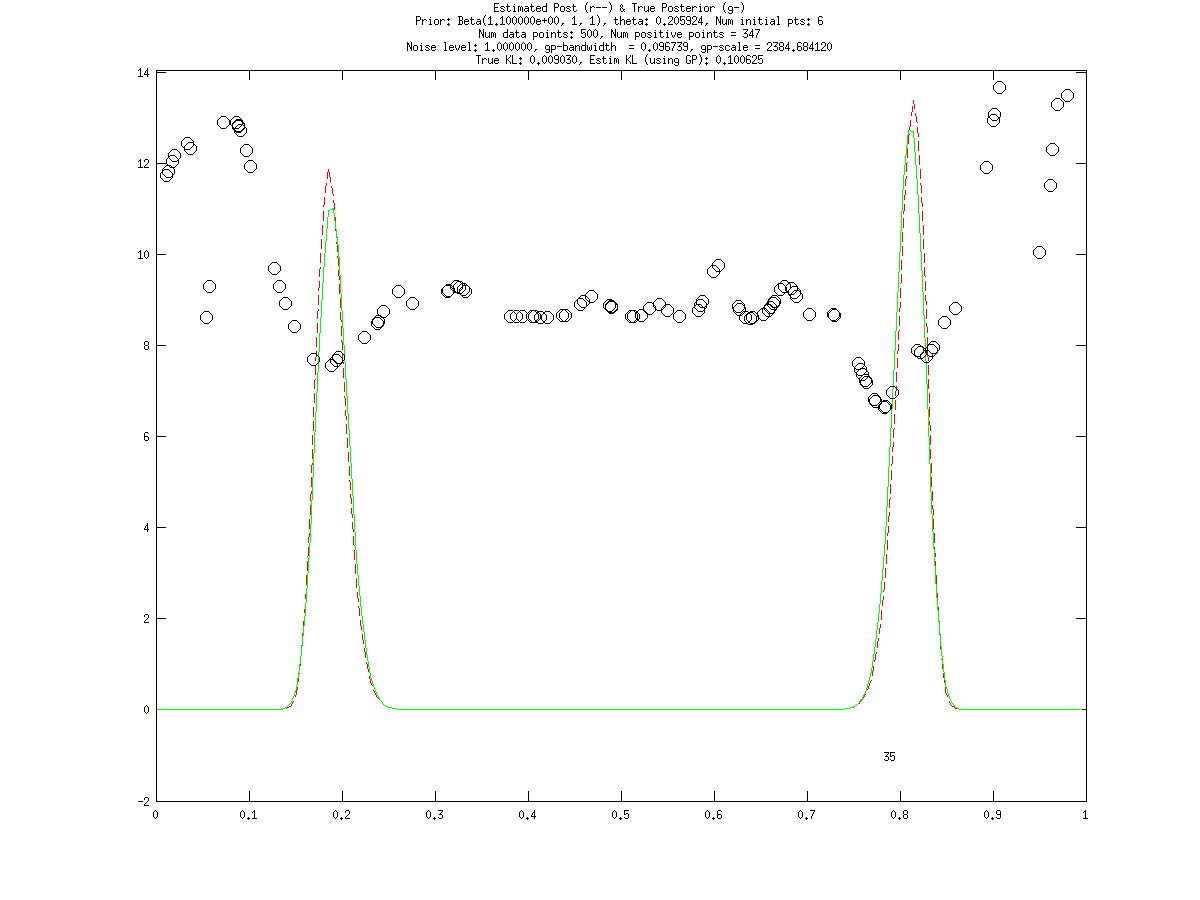 Estimated Post (r--) & True Posterior (g-)
Prior: Beta(1.100000e+00, 1, 1), theta: 0.205924, Num initial pts: 6
Num data points: 500, Num positive points = 347
Noise level: 1.000000, gp-bandwidth  = 0.096739, gp-scale = 2384.684120
True KL: 0.009030, Estim KL (using GP): 0.100625
14
12
10
8
6
4
2
0
35
-2
0 0.1 0.2 0.3 0.4 0.5 0.6 0.7 0.8 0.9 1